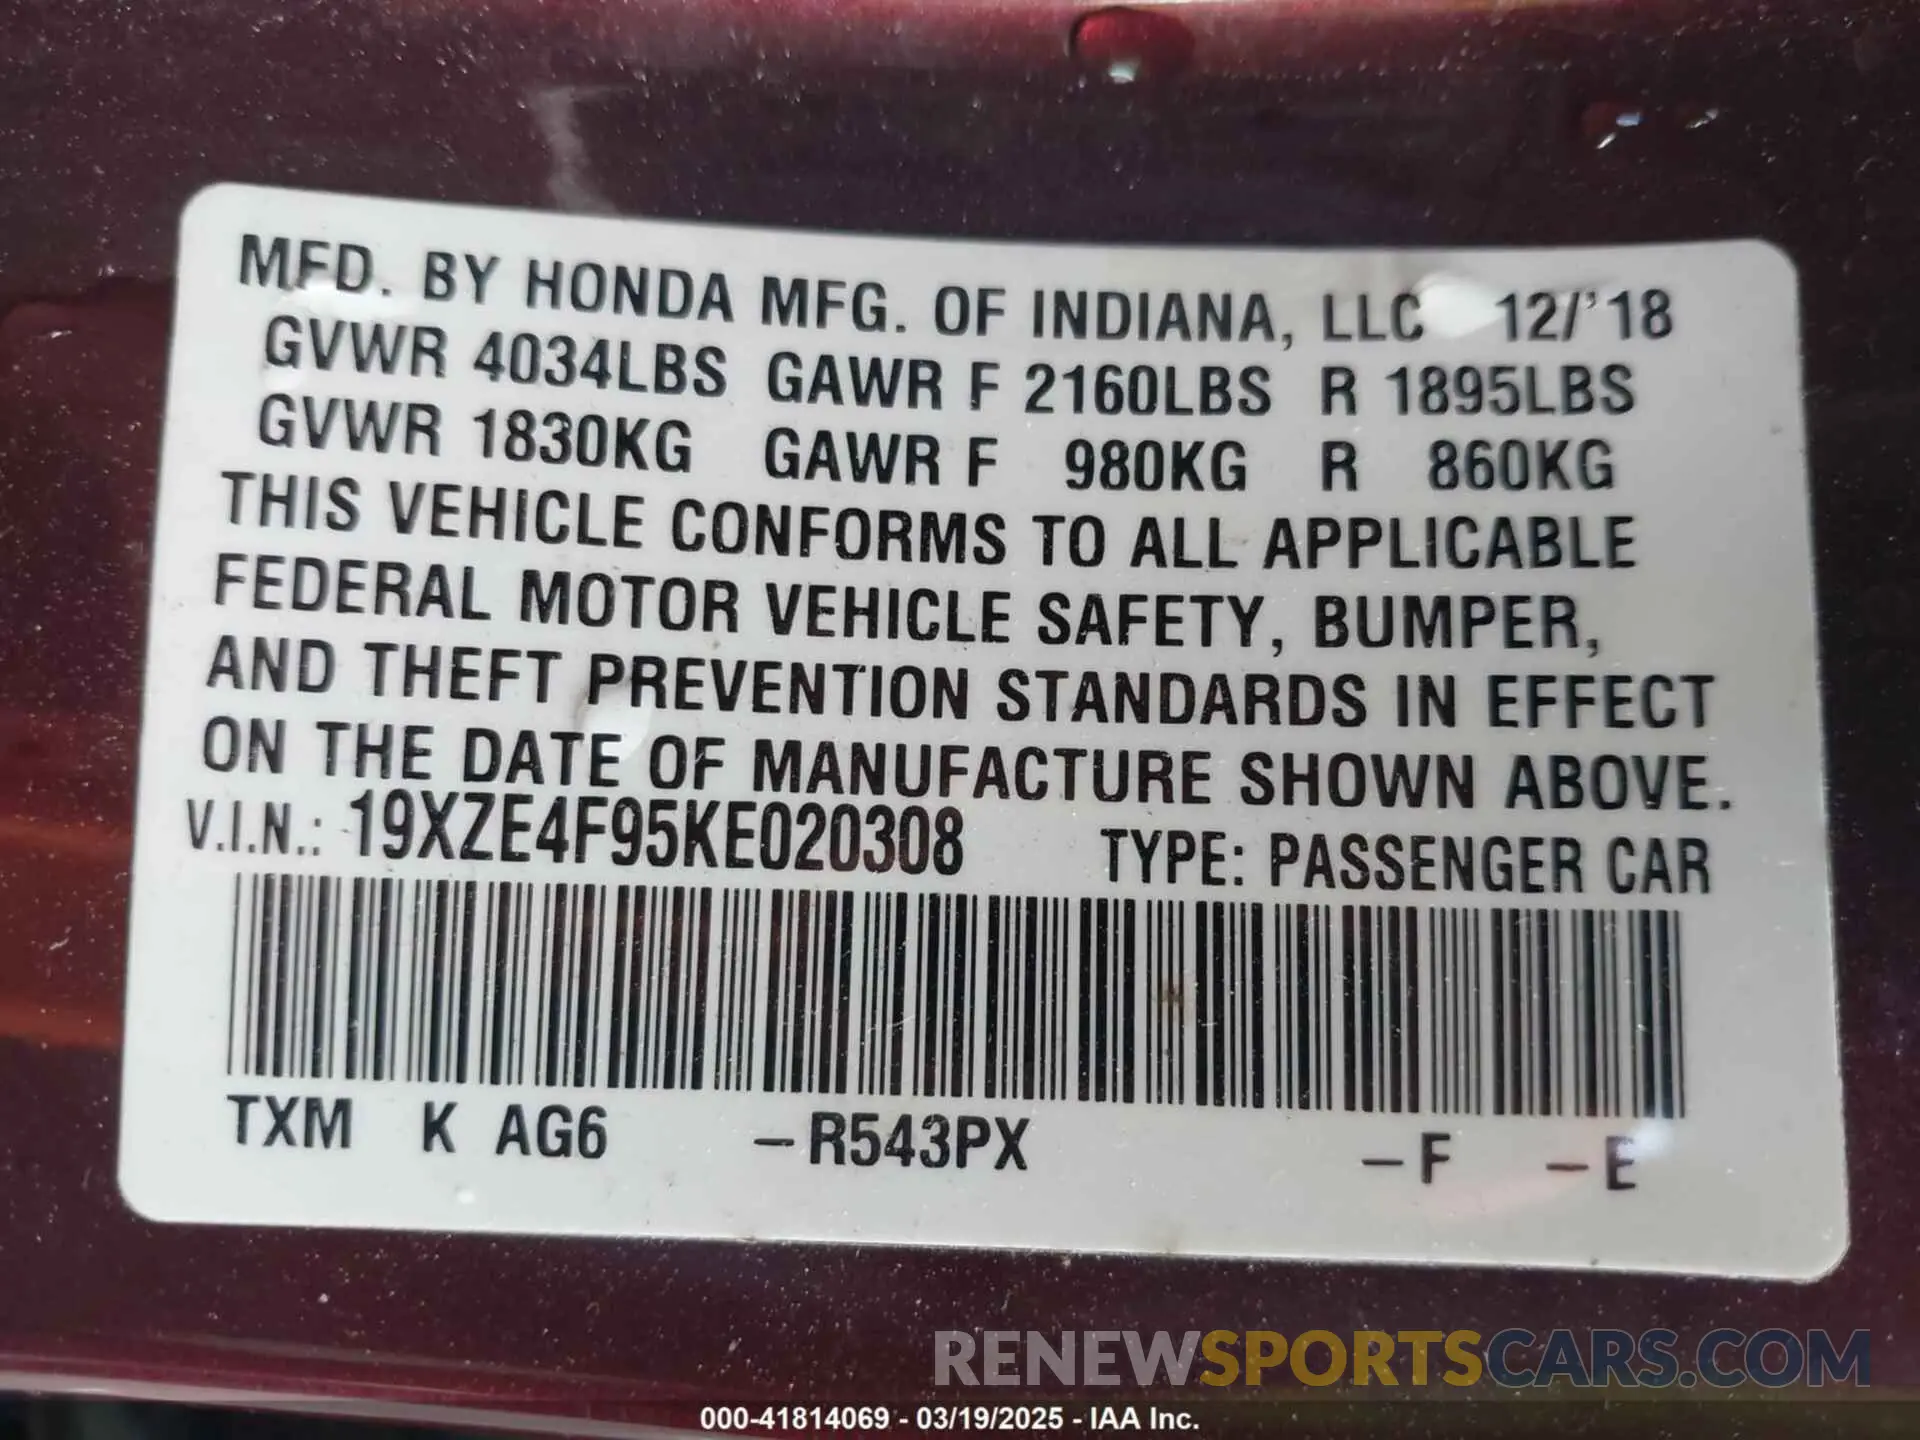 MFD. BY HONDA MFG. OF INDIANA, LLC 12/'18
GVWR 4034LBS GAWR F 2160LBS R 1895LBS
GVWR 1830KG GAWR F 980KG R 860KG
THIS VEHICLE CONFORMS TO ALL APPLICABLE
FEDERAL MOTOR VEHICLE SAFETY, BUMPER,
AND THEFT PREVENTION STANDARDS IN EFFECT
ON THE DATE OF MANUFACTURE SHOWN ABOVE.
V.I.N.: 19XZE4F95KE020308 TYPE: PASSENGER CAR
TXM K AG6 -R543PX -F -E
RENEWSPORTSCARS.COM
000-41814069 - 03/19/2025 - IAA Inc.